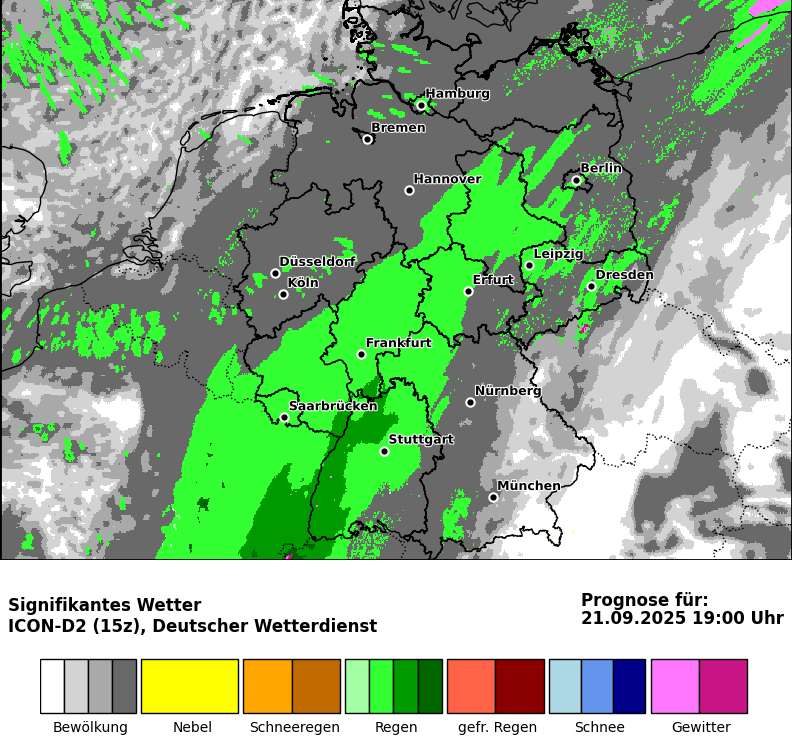 Hamburg
Bremen
Berlin
Hannover
Leipzig
Düsseldorf
Dresden
Köln
Erfurt
Frankfurt
Nürnberg
Saarbrücken
Stuttgart
München
Signifikantes Wetter
ICON-D2 (15z), Deutscher Wetterdienst
Prognose für:
21.09.2025 19:00 Uhr
Bewölkung
Nebel
Schneeregen
Regen
gefr. Regen
Schnee
Gewitter